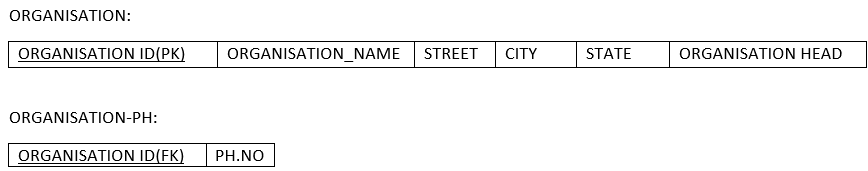 ORGANISATION:
ORGANISATION ID(PK) ORGANISATION_NAME STREET CITY STATE ORGANISATION HEAD
ORGANISATION-PH:
ORGANISATION ID(FK) PH.NO